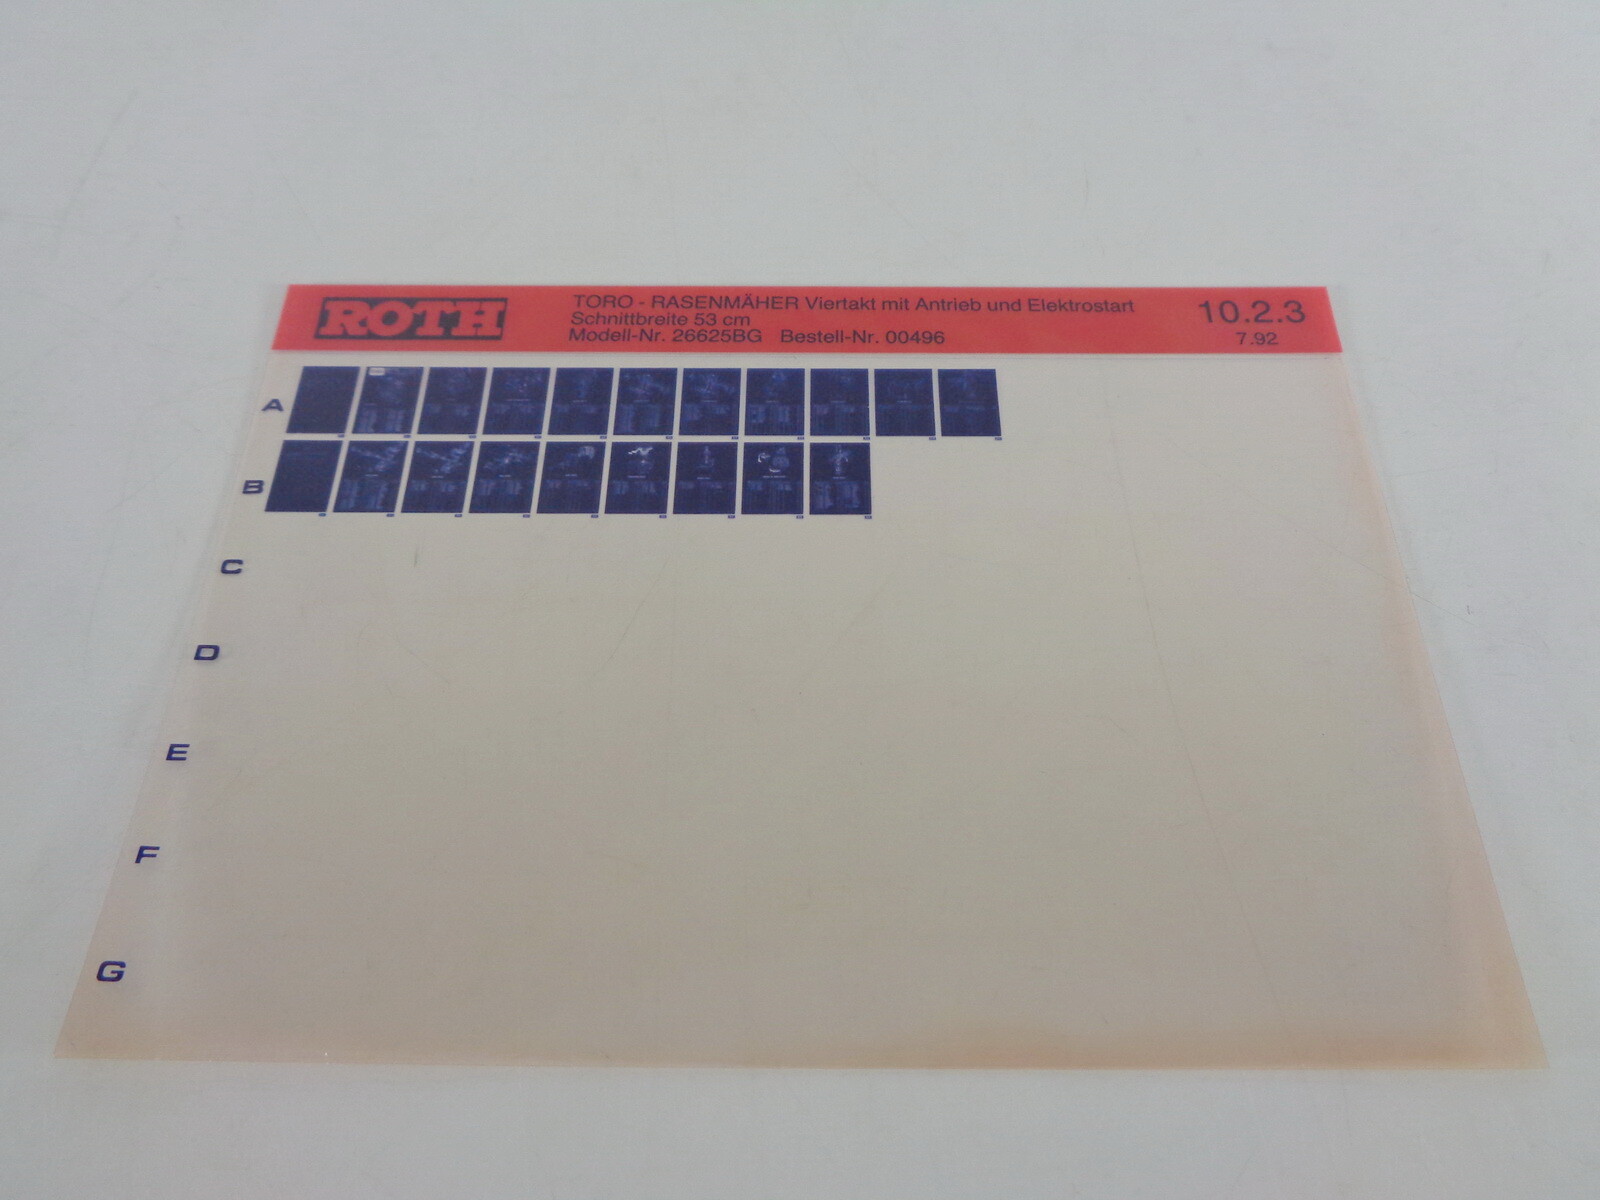 ROTH
TORO - RASENMÄHER Viertakt mit Antrieb und Elektrostart
Schnittbreite 53 cm
Modell-Nr. 26625BG Bestell-Nr. 00496
10.2.3
7.92
A
B
C
D
E
F
G